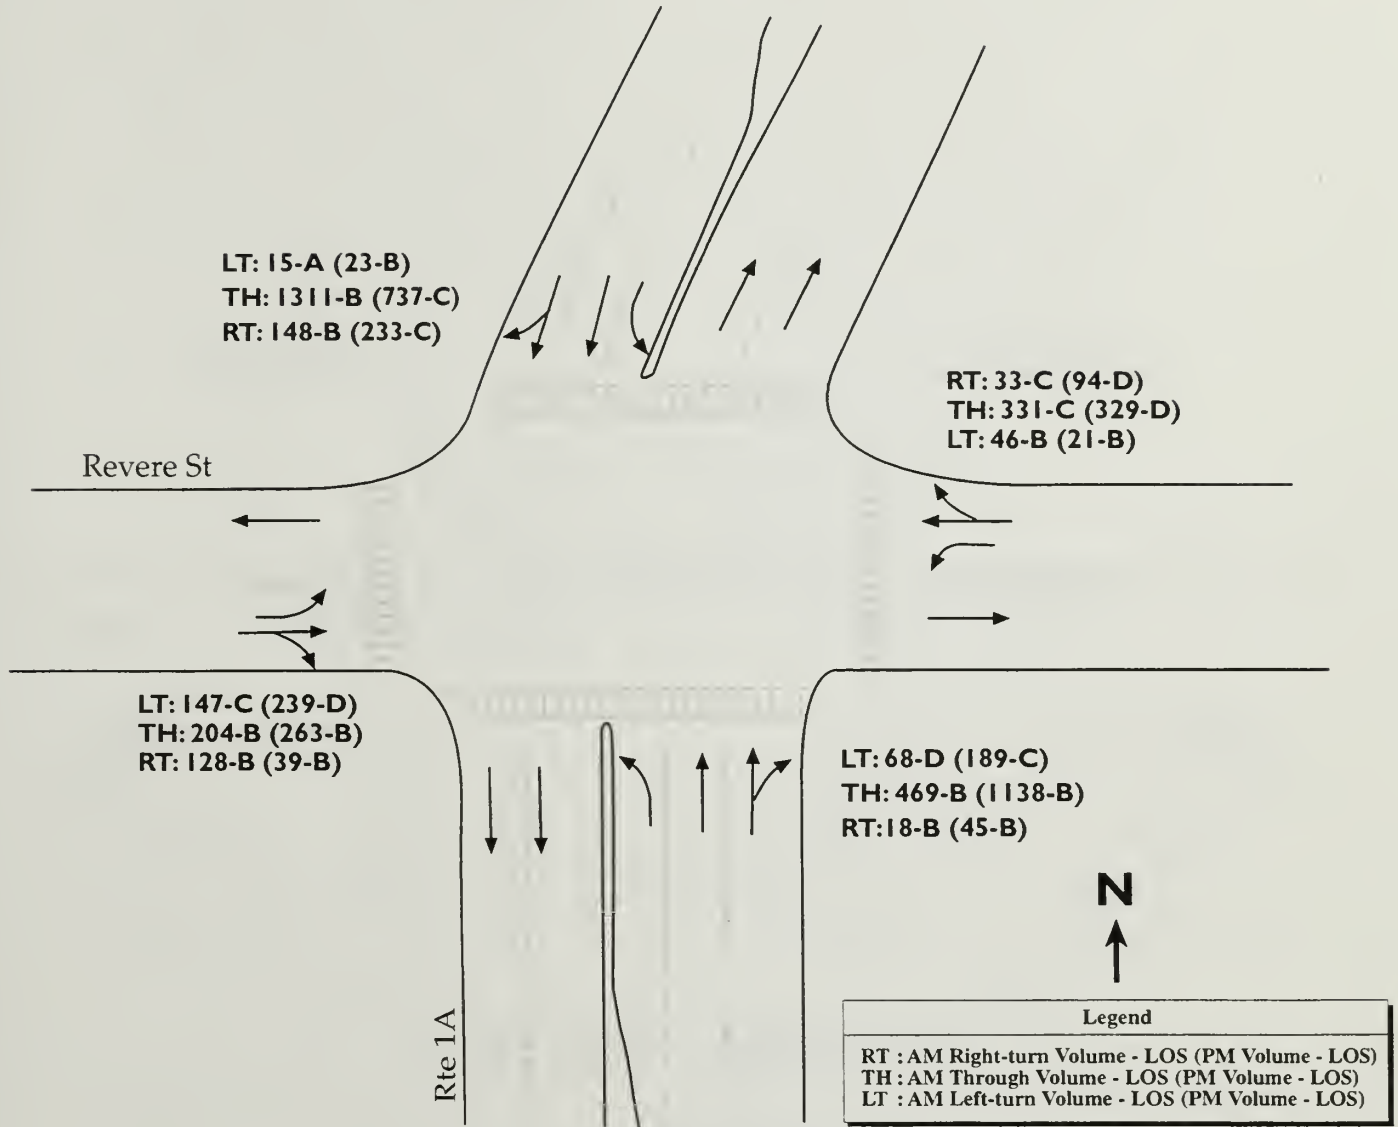 LT: 15-A (23-B)
TH: 1311-B (737-C)
RT: 148-B (233-C)
RT: 33-C (94-D)
TH: 331-C (329-D)
LT: 46-B (21-B)
Revere St
LT: 147-C (239-D)
TH: 204-B (263-B)
RT: 128-B (39-B)
LT: 68-D (189-C)
TH: 469-B (1138-B)
RT: 18-B (45-B)
N
Rte 1A
Legend
RT : AM Right-turn Volume - LOS (PM Volume - LOS)
TH : AM Through Volume - LOS (PM Volume - LOS)
LT : AM Left-turn Volume - LOS (PM Volume - LOS)